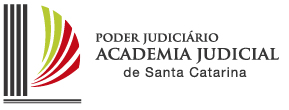 PODER JUDICIÁRIO
ACADEMIA JUDICIAL
de Santa Catarina